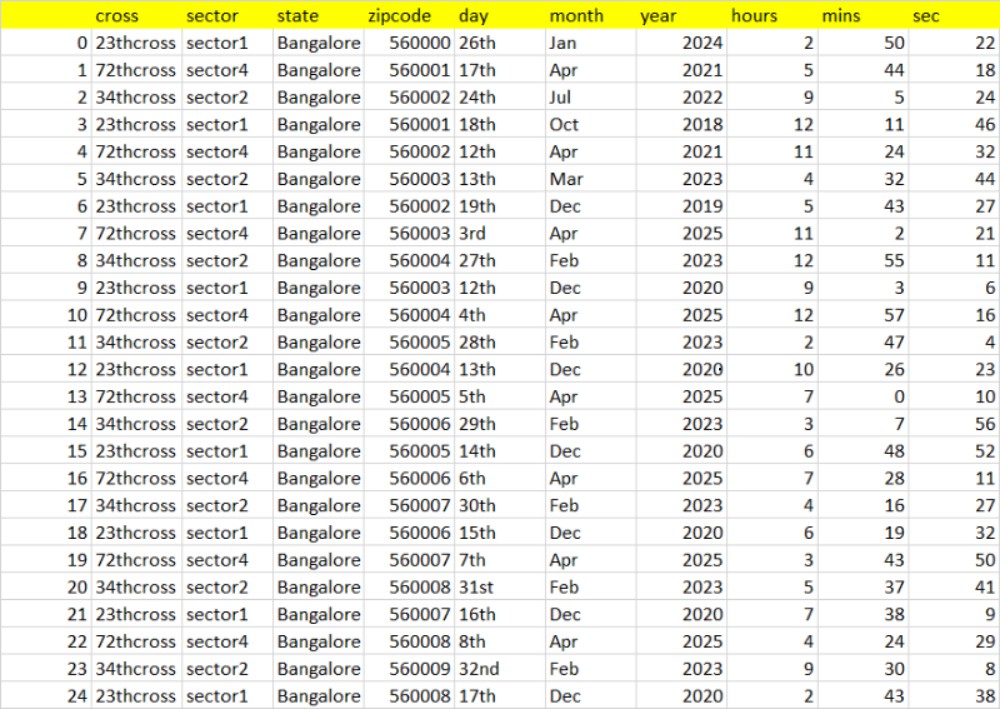 cross sector state zipcode day month year hours mins sec
0 23thcross sector1 Bangalore 560000 26th Jan 2024 2 50 22
1 72thcross sector4 Bangalore 560001 17th Apr 2021 5 44 18
2 34thcross sector2 Bangalore 560002 24th Jul 2022 9 5 24
3 23thcross sector1 Bangalore 560001 18th Oct 2018 12 11 46
4 72thcross sector4 Bangalore 560002 12th Apr 2021 11 24 32
5 34thcross sector2 Bangalore 560003 13th Mar 2023 4 32 44
6 23thcross sector1 Bangalore 560002 19th Dec 2019 5 43 27
7 72thcross sector4 Bangalore 560003 3rd Apr 2025 11 2 21
8 34thcross sector2 Bangalore 560004 27th Feb 2023 12 55 11
9 23thcross sector1 Bangalore 560003 12th Dec 2020 9 3 6
10 72thcross sector4 Bangalore 560004 4th Apr 2025 12 57 16
11 34thcross sector2 Bangalore 560005 28th Feb 2023 2 47 4
12 23thcross sector1 Bangalore 560004 13th Dec 2020 10 26 23
13 72thcross sector4 Bangalore 560005 5th Apr 2025 7 0 10
14 34thcross sector2 Bangalore 560006 29th Feb 2023 3 7 56
15 23thcross sector1 Bangalore 560005 14th Dec 2020 6 48 52
16 72thcross sector4 Bangalore 560006 6th Apr 2025 7 28 11
17 34thcross sector2 Bangalore 560007 30th Feb 2023 4 16 27
18 23thcross sector1 Bangalore 560006 15th Dec 2020 6 19 32
19 72thcross sector4 Bangalore 560007 7th Apr 2025 3 43 50
20 34thcross sector2 Bangalore 560008 31st Feb 2023 5 37 41
21 23thcross sector1 Bangalore 560007 16th Dec 2020 7 38 9
22 72thcross sector4 Bangalore 560008 8th Apr 2025 4 24 29
23 34thcross sector2 Bangalore 560009 32nd Feb 2023 9 30 8
24 23thcross sector1 Bangalore 560008 17th Dec 2020 2 43 38